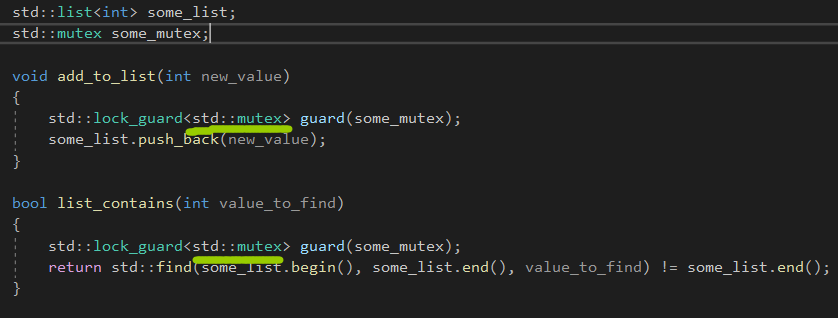 std::list<int> some_list;
std::mutex some_mutex;
void add_to_list(int new_value)
{
std::lock_guard<std::mutex> guard(some_mutex);
some_list.push_back(new_value);
}
bool list_contains(int value_to_find)
{
std::lock_guard<std::mutex> guard(some_mutex);
return std::find(some_list.begin(), some_list.end(), value_to_find) != some_list.end();
}